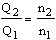 Q₂/Q₁ = n₂/n₁